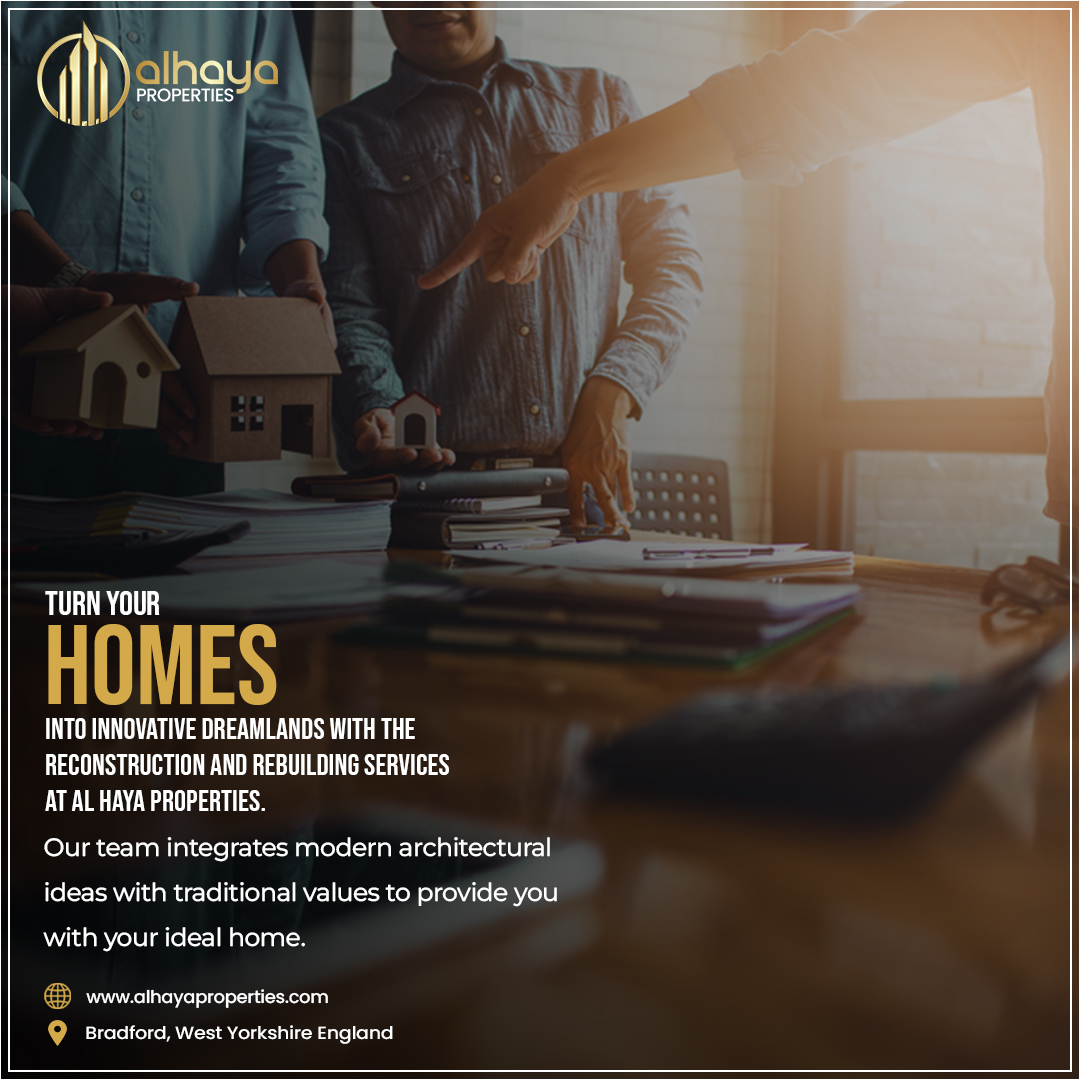 alhaya
PROPERTIES
TURN YOUR
HOMES
INTO INNOVATIVE DREAMLANDS WITH THE
RECONSTRUCTION AND REBUILDING SERVICES
AT AL HAYA PROPERTIES.
Our team integrates modern architectural
ideas with traditional values to provide you
with your ideal home.
www.alhayaproperties.com
Bradford, West Yorkshire England